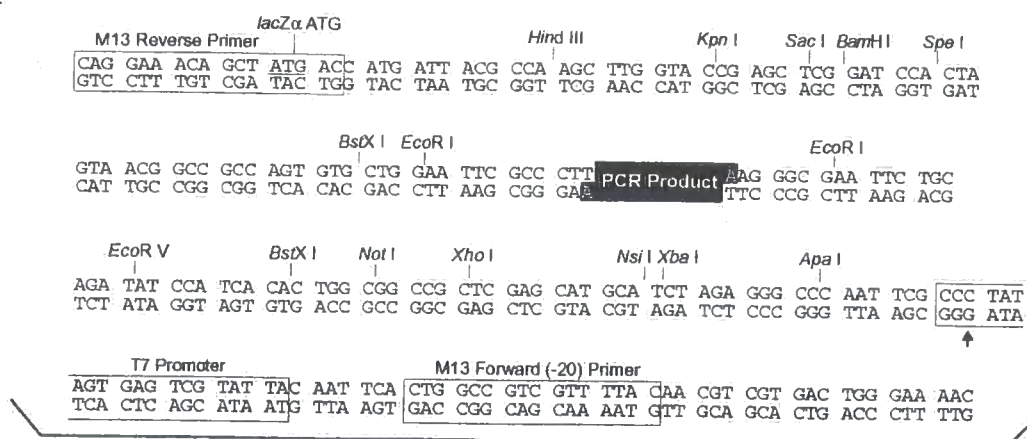 lacZα ATG
M13 Reverse Primer Hind III Kpn I Sac I BamH I Spe I
CAG GAA ACA GCT ATG ACC ATG ATT ACG CCA AGC TTG GTA CCG AGC TCG GAT CCA CTA
GTC CTT TGT CGA TAC TGG TAC TAA TGC GGT TCG AAC CAT GGC TCG AGC CTA GGT GAT
BstX I EcoR I EcoR I
GTA ACG GCC GCC AGT GTG CTG GAA TTC GCC CTT PCR Product AAG GGC GAA TTC TGC
CAT TGC CGG CGG TCA CAC GAC CTT AAG CGG GAA TTC CCG CTT AAG ACG
EcoR V BstX I Not I Xho I Nsi I Xba I Apa I
AGA TAT CCA TCA CAC TGG CGG CCG CTC GAG CAT GCA TCT AGA GGG CCC AAT TCG CCC TAT
TCT ATA GGT AGT GTG ACC GCC GGC GAG CTC GTA CGT AGA TCT CCC GGG TTA AGC GGG ATA
T7 Promoter M13 Forward (-20) Primer
AGT GAG TCG TAT TAC AAT TCA CTG GCC GTC GTT TTA CAA CGT CGT GAC TGG GAA AAC
TCA CTC AGC ATA ATG TTA AGT GAC CGG CAG CAA AAT GTT GCA GCA CTG ACC CTT TTG